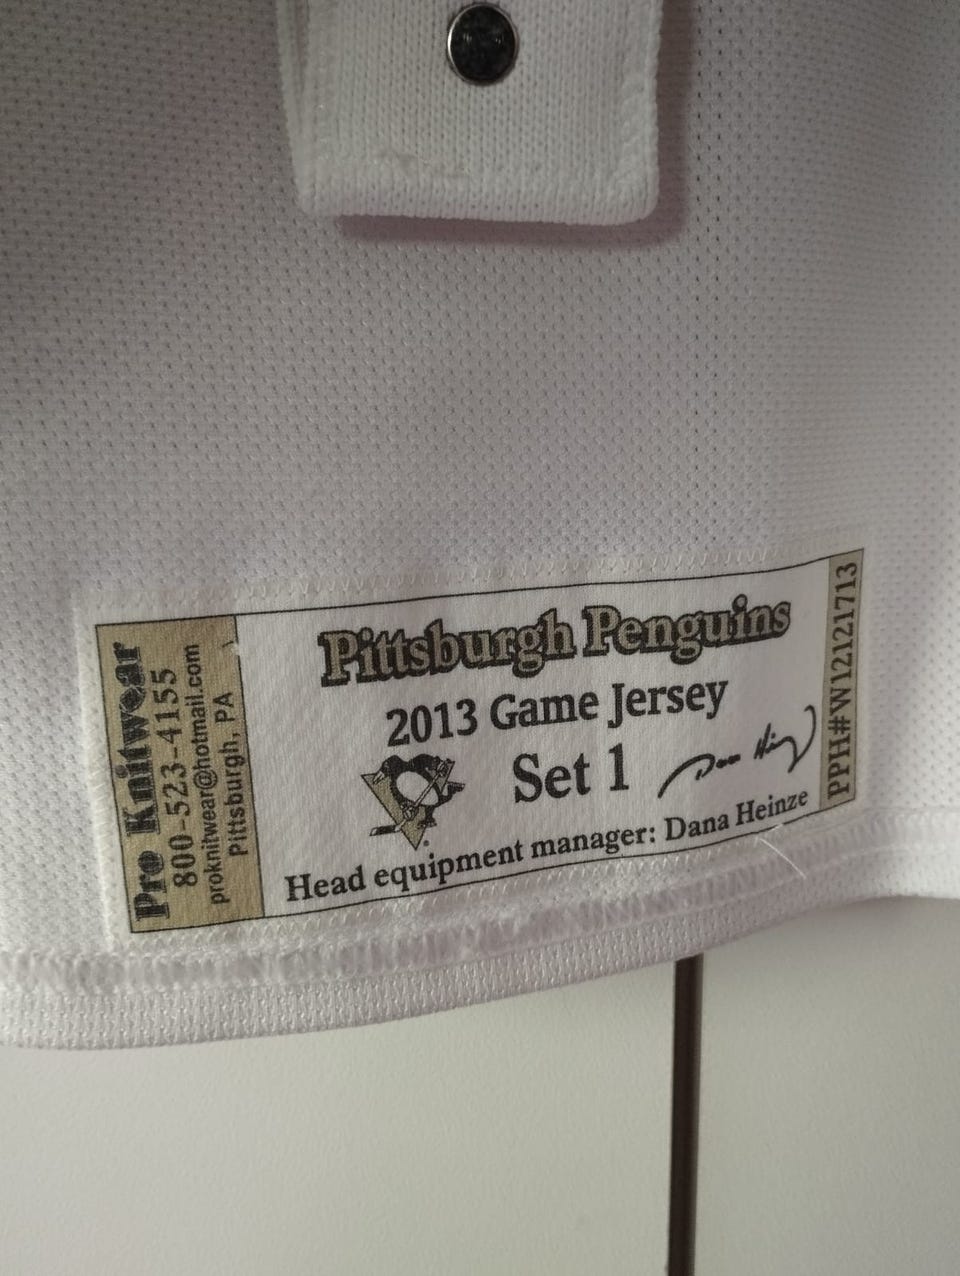 Pro Knitwear
800-523-4155
proknitwear@hotmail.com
Pittsburgh, PA
Pittsburgh Penguins
2013 Game Jersey
Set 1
Head equipment manager: Dana Heinze
PPH#W12121713